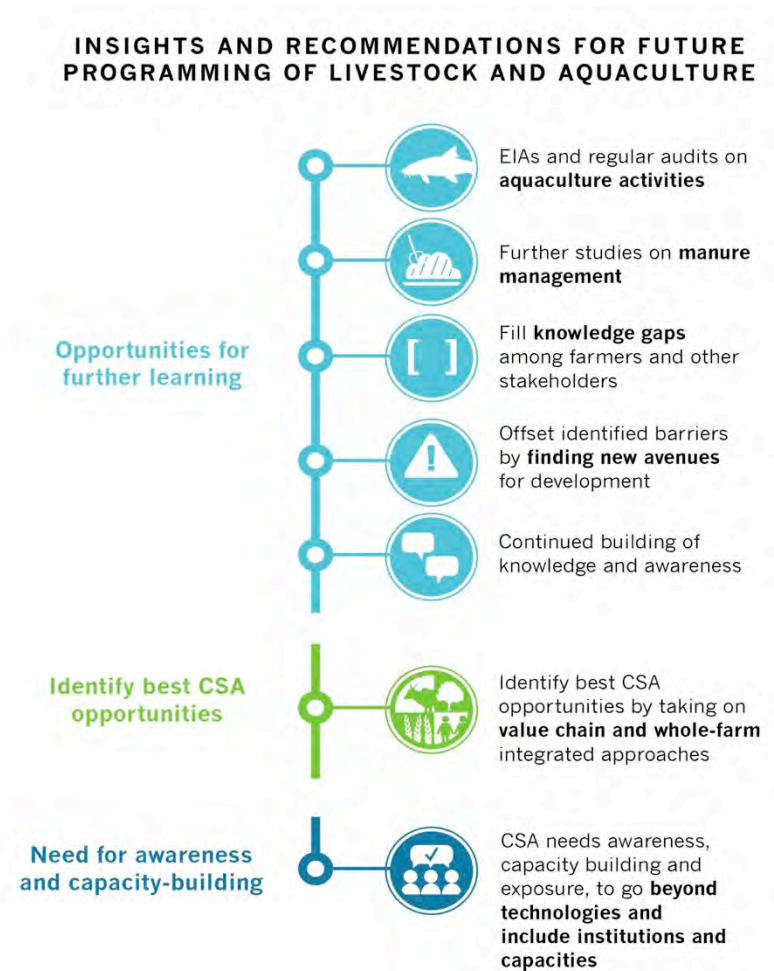 INSIGHTS AND RECOMMENDATIONS FOR FUTURE
PROGRAMMING OF LIVESTOCK AND AQUACULTURE
Opportunities for
further learning
EIAs and regular audits on
aquaculture activities
Further studies on manure
management
Fill knowledge gaps
among farmers and other
stakeholders
Offset identified barriers
by finding new avenues
for development
Continued building of
knowledge and awareness
Identify best CSA
opportunities
Identify best CSA
opportunities by taking on
value chain and whole-farm
integrated approaches
Need for awareness
and capacity-building
CSA needs awareness,
capacity building and
exposure, to go beyond
technologies and
include institutions and
capacities